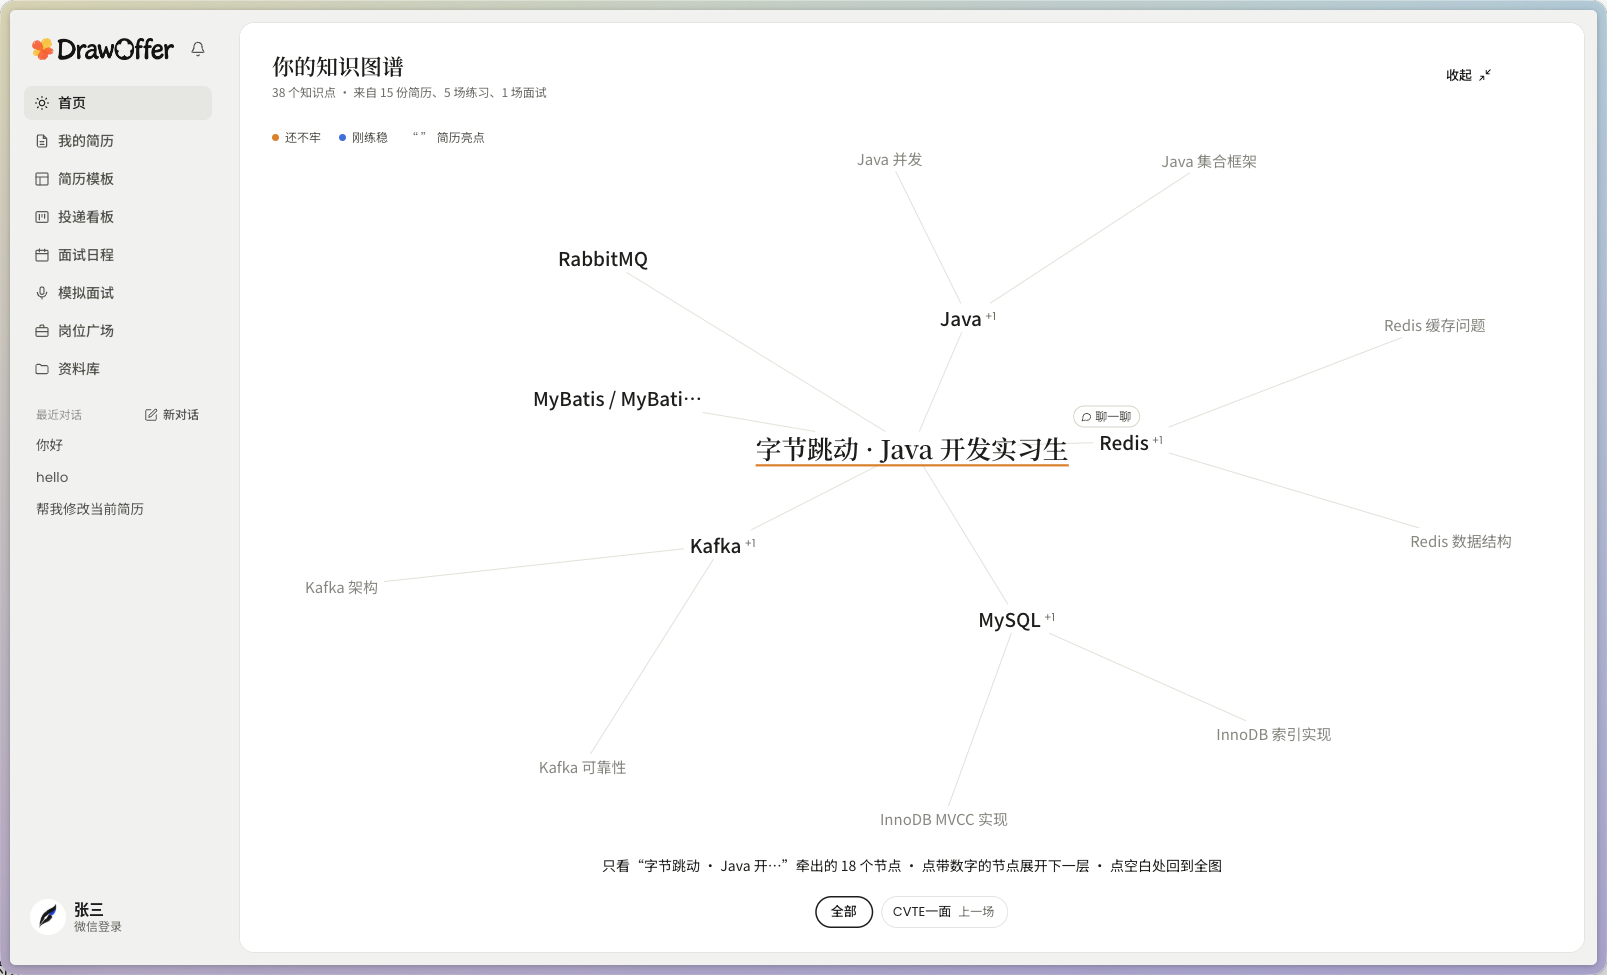 DrawOffer
首页
我的简历
简历模板
投递看板
面试日程
模拟面试
岗位广场
资料库
最近对话 新对话
你好
hello
帮我修改当前简历
张三
微信登录
你的知识图谱
38 个知识点 · 来自 15 份简历、5 场练习、1 场面试
收起
还不牢 刚练稳 “ ” 简历亮点
Java 并发
Java 集合框架
RabbitMQ
Java +1
Redis 缓存问题
MyBatis / MyBati…
聊一聊
字节跳动 · Java 开发实习生
Redis +1
Redis 数据结构
Kafka +1
Kafka 架构
MySQL +1
InnoDB 索引实现
Kafka 可靠性
InnoDB MVCC 实现
只看“字节跳动 · Java 开…”牵出的 18 个节点 · 点带数字的节点展开下一层 · 点空白处回到全图
全部
CVTE一面 上一场